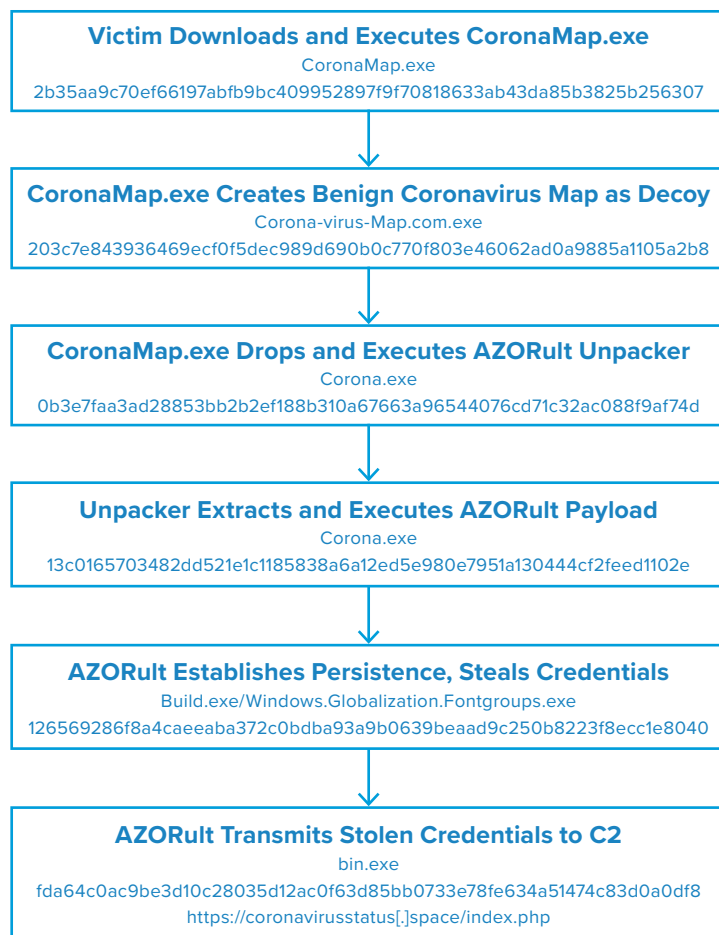 Victim Downloads and Executes CoronaMap.exe
CoronaMap.exe
2b35aa9c70ef66197abfb9bc409952897f9f70818633ab43da85b3825b256307
CoronaMap.exe Creates Benign Coronavirus Map as Decoy
Corona-virus-Map.com.exe
203c7e843936469ecf0f5dec989d690b0c770f803e46062ad0a9885a1105a2b8
CoronaMap.exe Drops and Executes AZORult Unpacker
Corona.exe
0b3e7faa3ad28853bb2b2ef188b310a67663a96544076cd71c32ac088f9af74d
Unpacker Extracts and Executes AZORult Payload
Corona.exe
13c0165703482dd521e1c1185838a6a12ed5e980e7951a130444cf2feed1102e
AZORult Establishes Persistence, Steals Credentials
Build.exe/Windows.Globalization.Fontgroups.exe
126569286f8a4caeeaba372c0bdba93a9b0639beaad9c250b8223f8ecc1e8040
AZORult Transmits Stolen Credentials to C2
bin.exe
fda64c0ac9be3d10c28035d12ac0f63d85bb0733e78fe634a51474c83d0a0df8
https://coronavirusstatus[.]space/index.php